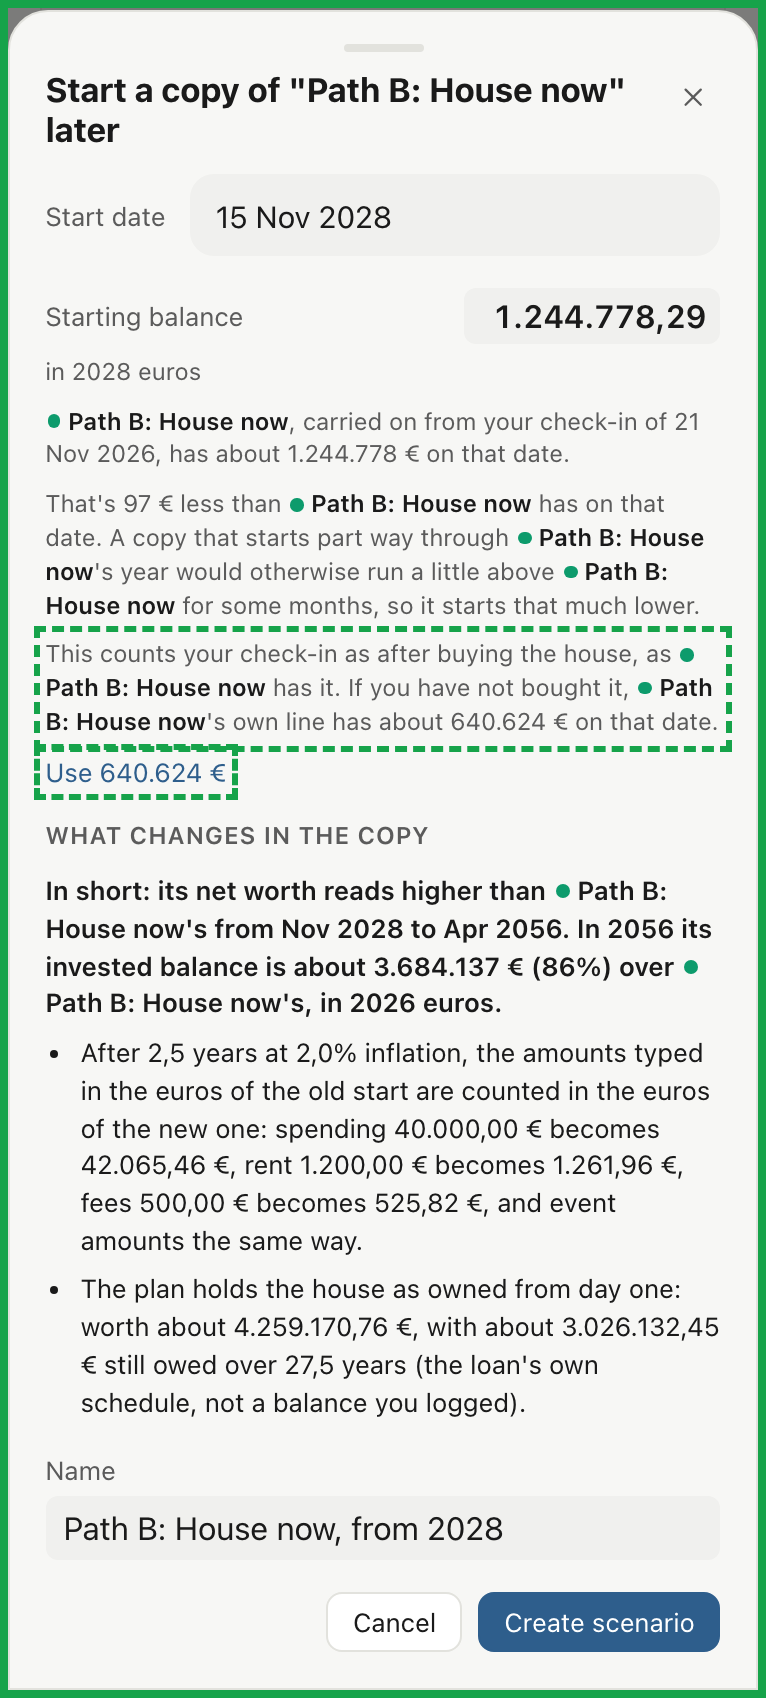 Start a copy of "Path B: House now"
later
Start date
15 Nov 2028
Starting balance
1.244.778,29
in 2028 euros
Path B: House now, carried on from your check-in of 21
Nov 2026, has about 1.244.778 € on that date.
That's 97 € less than Path B: House now has on that
date. A copy that starts part way through Path B: House
now's year would otherwise run a little above Path B:
House now for some months, so it starts that much lower.
This counts your check-in as after buying the house, as
Path B: House now has it. If you have not bought it, Path
B: House now's own line has about 640.624 € on that date.
Use 640.624 €
WHAT CHANGES IN THE COPY
In short: its net worth reads higher than Path B:
House now's from Nov 2028 to Apr 2056. In 2056 its
invested balance is about 3.684.137 € (86%) over
Path B: House now's, in 2026 euros.
• After 2,5 years at 2,0% inflation, the amounts typed
in the euros of the old start are counted in the euros
of the new one: spending 40.000,00 € becomes
42.065,46 €, rent 1.200,00 € becomes 1.261,96 €,
fees 500,00 € becomes 525,82 €, and event
amounts the same way.
• The plan holds the house as owned from day one:
worth about 4.259.170,76 €, with about 3.026.132,45
€ still owed over 27,5 years (the loan's own
schedule, not a balance you logged).
Name
Path B: House now, from 2028
Cancel
Create scenario